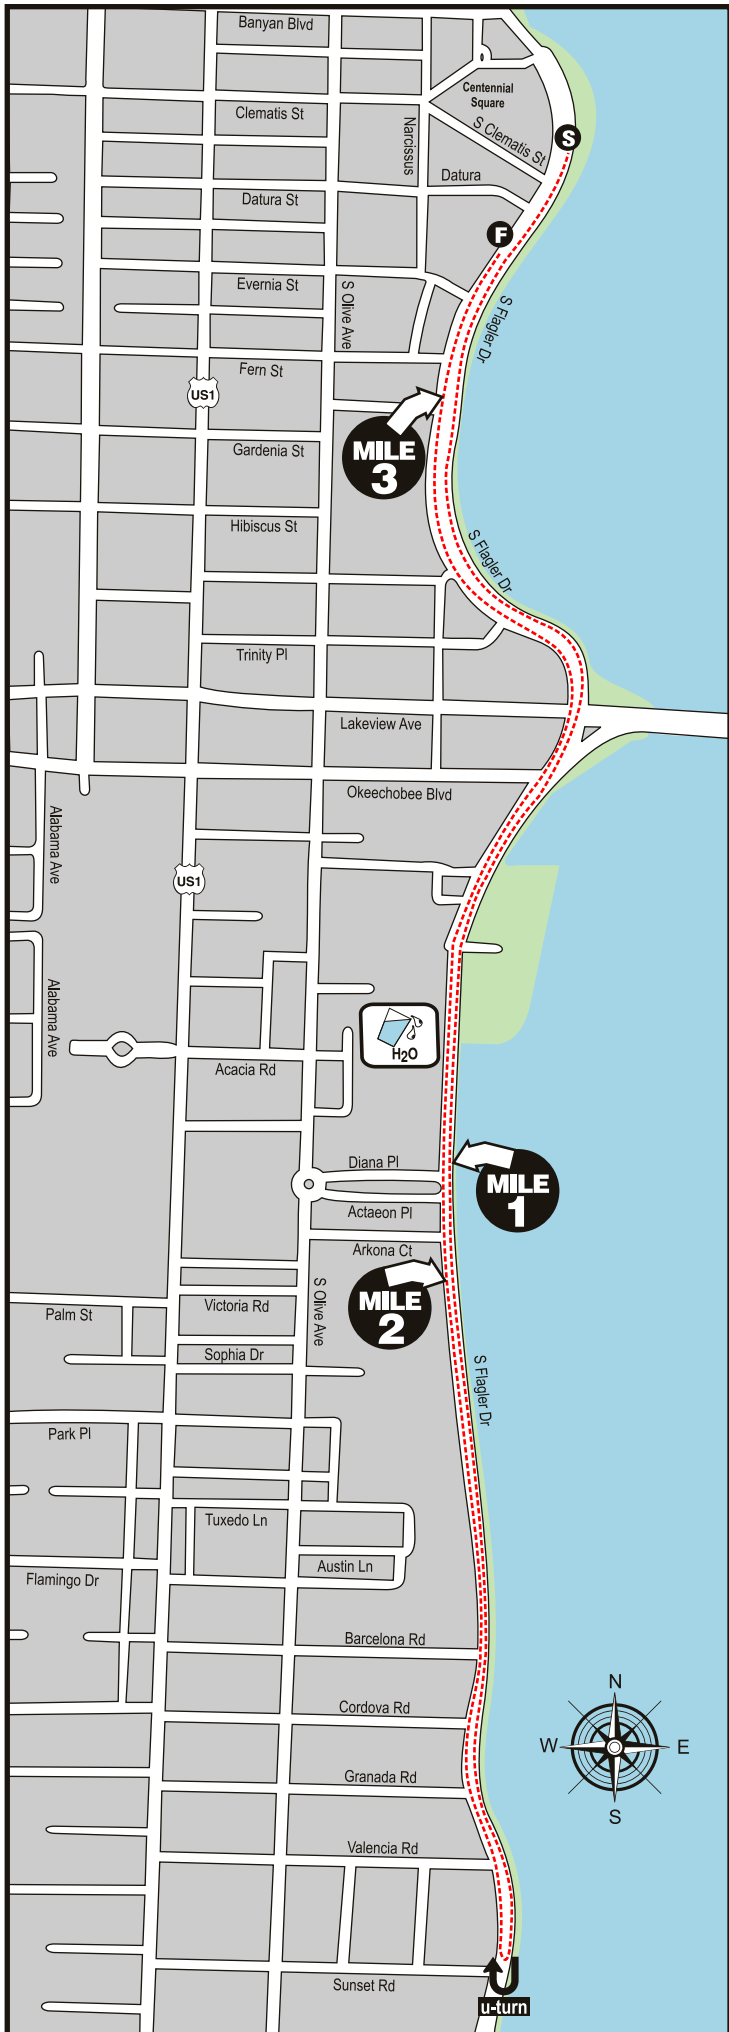 Banyan Blvd
Centennial
Square
Clematis St
S Clematis St
S
Narcissus
Datura
Datura St
F
Evernia St
S Olive Ave
S Flagler Dr
Fern St
US1
MILE
3
Gardenia St
Hibiscus St
S Flagler Dr
Trinity Pl
Lakeview Ave
Okeechobee Blvd
Alabama Ave
US1
Alabama Ave
H2O
Acacia Rd
Diana Pl
MILE
1
Actaeon Pl
Arkona Ct
S Olive Ave
MILE
2
Victoria Rd
Palm St
Sophia Dr
S Flagler Dr
Park Pl
Tuxedo Ln
Austin Ln
Flamingo Dr
Barcelona Rd
N
Cordova Rd
W
E
Granada Rd
S
Valencia Rd
Sunset Rd
u-turn